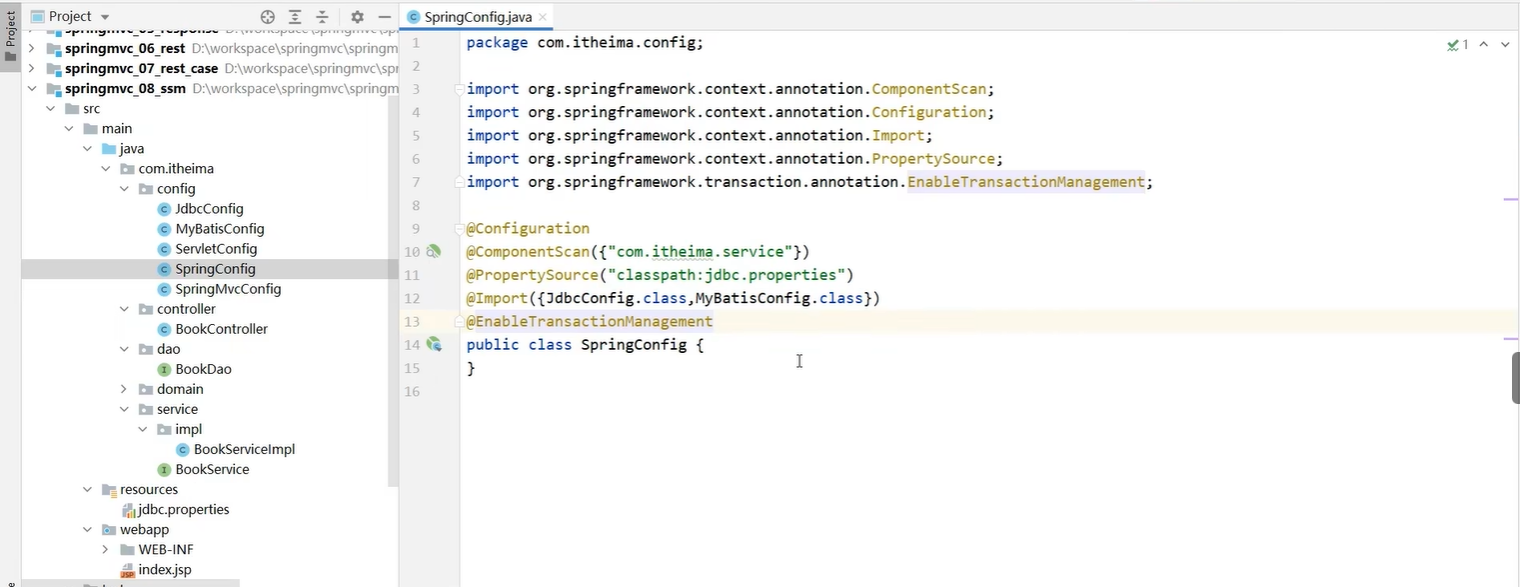 Project
Project
SpringConfig.java
springmvc_05_response D:\workspace\springmvc\springm
springmvc_06_rest D:\workspace\springmvc\springm
springmvc_07_rest_case D:\workspace\springmvc\spr
springmvc_08_ssm D:\workspace\springmvc\springm
src
main
java
com.itheima
config
JdbcConfig
MyBatisConfig
ServletConfig
SpringConfig
SpringMvcConfig
controller
BookController
dao
BookDao
domain
service
impl
BookServiceImpl
BookService
resources
jdbc.properties
webapp
WEB-INF
index.jsp
1 package com.itheima.config;
2
3 import org.springframework.context.annotation.ComponentScan;
4 import org.springframework.context.annotation.Configuration;
5 import org.springframework.context.annotation.Import;
6 import org.springframework.context.annotation.PropertySource;
7 import org.springframework.transaction.annotation.EnableTransactionManagement;
8
9 @Configuration
10 @ComponentScan({"com.itheima.service"})
11 @PropertySource("classpath:jdbc.properties")
12 @Import({JdbcConfig.class,MyBatisConfig.class})
13 @EnableTransactionManagement
14 public class SpringConfig {
15 }
16
1